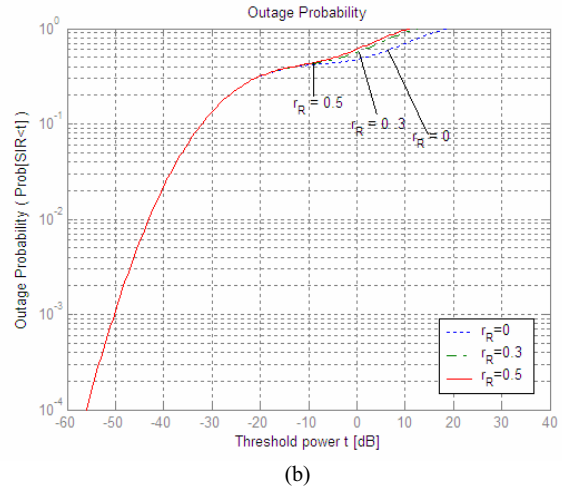 Outage Probability
10^0
10^-1
10^-2
10^-3
10^-4
Outage Probability ( Prob[SIR<t] )
r_R = 0.5
r_R = 0.3
r_R = 0
r_R=0
r_R=0.3
r_R=0.5
-60 -50 -40 -30 -20 -10 0 10 20 30 40
Threshold power t [dB]
(b)